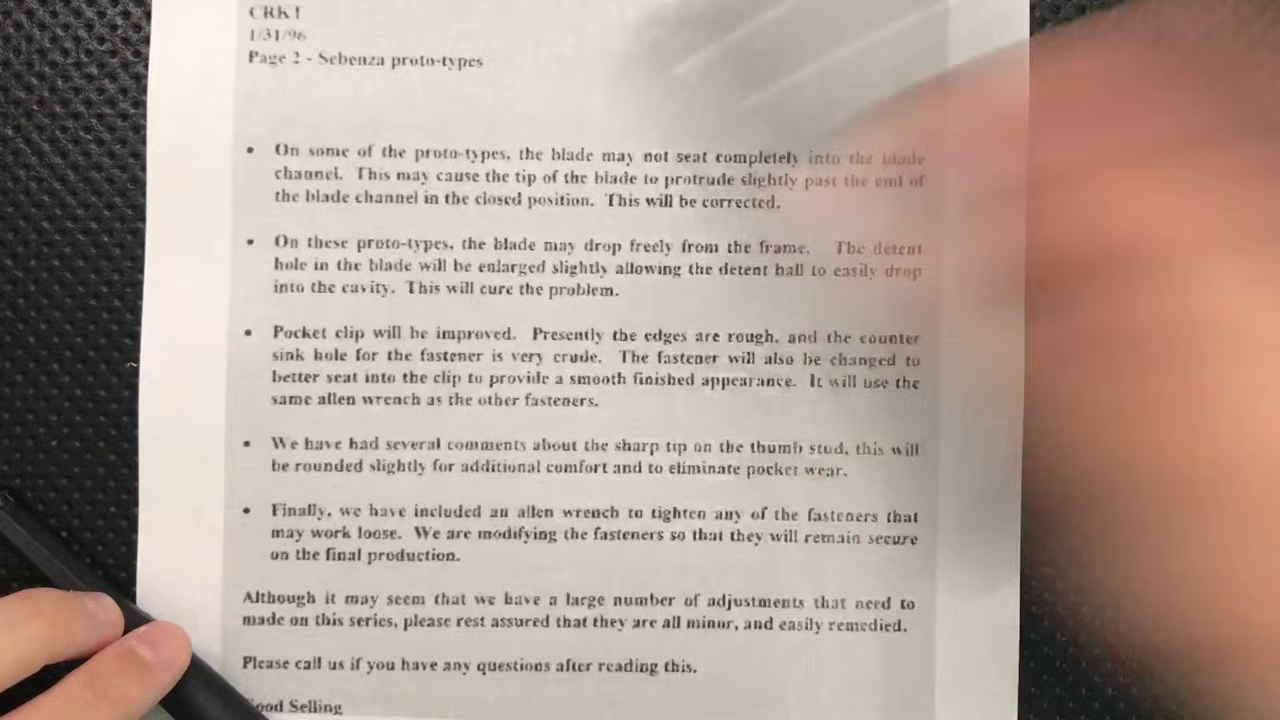 CRKT
1/31/96
Page 2 - Sebenza proto-types
• On some of the proto-types, the blade may not seat completely into the blade
channel. This may cause the tip of the blade to protrude slightly past the end of
the blade channel in the closed position. This will be corrected.
• On these proto-types, the blade may drop freely from the frame. The detent
hole in the blade will be enlarged slightly allowing the detent ball to easily drop
into the cavity. This will cure the problem.
• Pocket clip will be improved. Presently the edges are rough, and the counter
sink hole for the fastener is very crude. The fastener will also be changed to
better seat into the clip to provide a smooth finished appearance. It will use the
same allen wrench as the other fasteners.
• We have had several comments about the sharp tip on the thumb stud, this will
be rounded slightly for additional comfort and to eliminate pocket wear.
• Finally, we have included an allen wrench to tighten any of the fasteners that
may work loose. We are modifying the fasteners so that they will remain secure
on the final production.
Although it may seem that we have a large number of adjustments that need to
made on this series, please rest assured that they are all minor, and easily remedied.
Please call us if you have any questions after reading this.
Good Selling